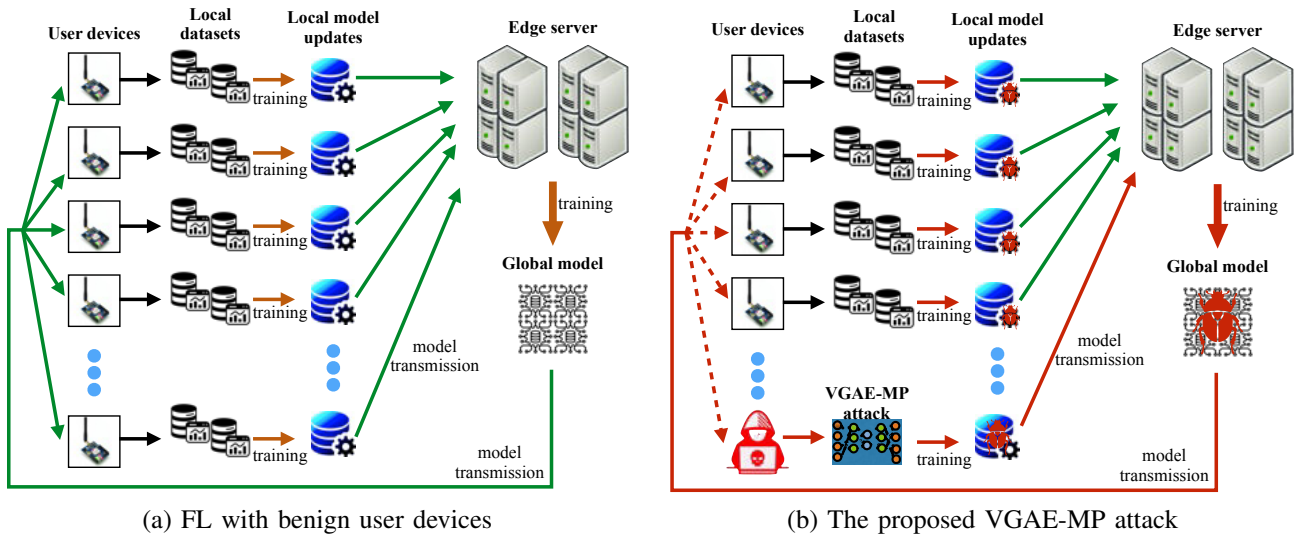 User devices
Local
datasets
Local model
updates
Edge server
training
training
training
training
training
training
Global model
model
transmission
model
transmission
(a) FL with benign user devices
User devices
Local
datasets
Local model
updates
Edge server
training
training
training
training
training
Global model
model
transmission
VGAE-MP
attack
training
model
transmission
(b) The proposed VGAE-MP attack